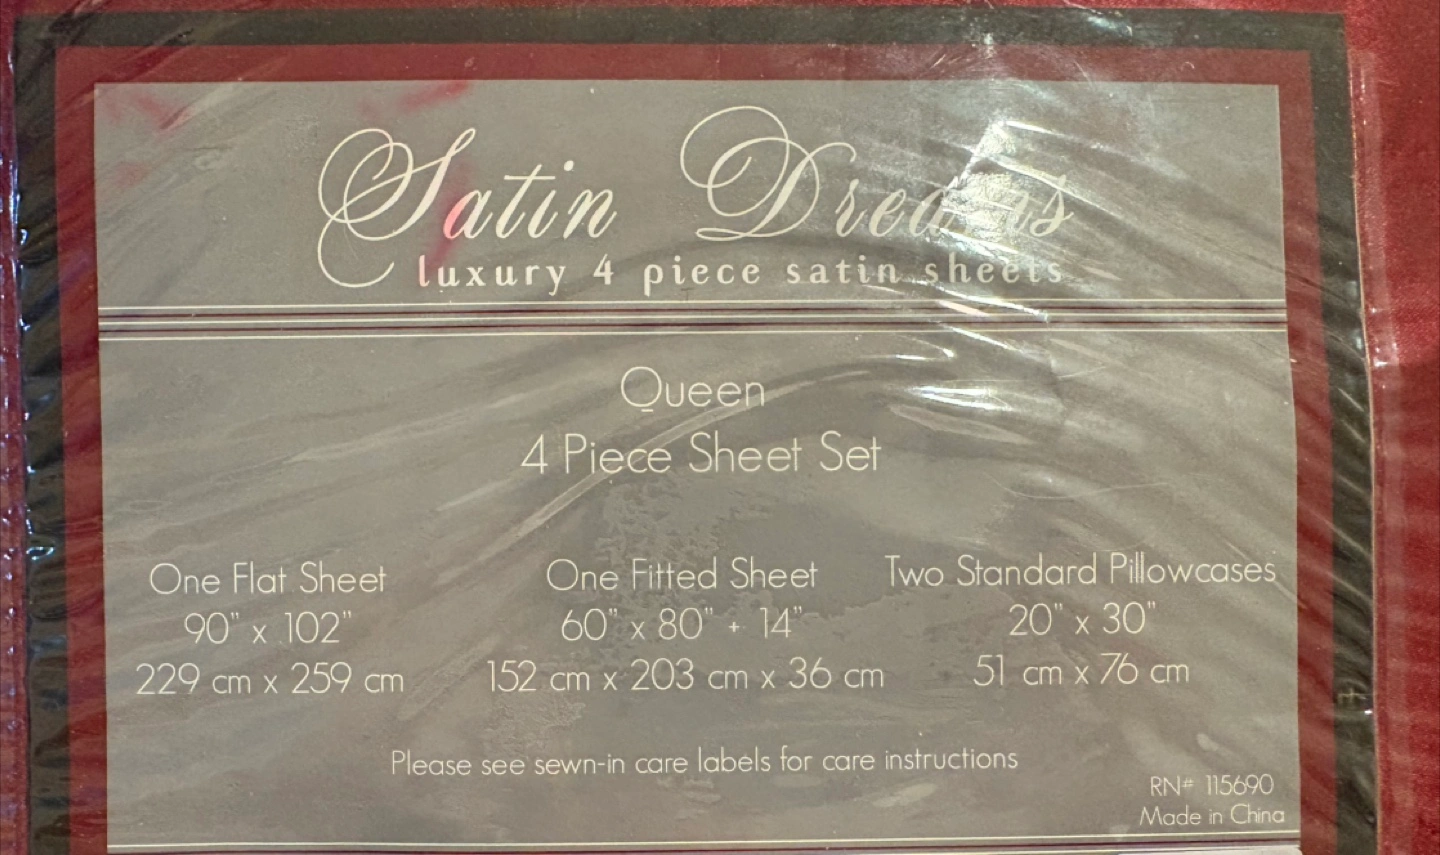 Satin Dreams
luxury 4 piece satin sheets
Queen
4 Piece Sheet Set
One Flat Sheet
90" x 102"
229 cm x 259 cm
One Fitted Sheet
60" x 80" + 14"
152 cm x 203 cm x 36 cm
Two Standard Pillowcases
20" x 30"
51 cm x 76 cm
Please see sewn-in care labels for care instructions
RN# 115690
Made in China